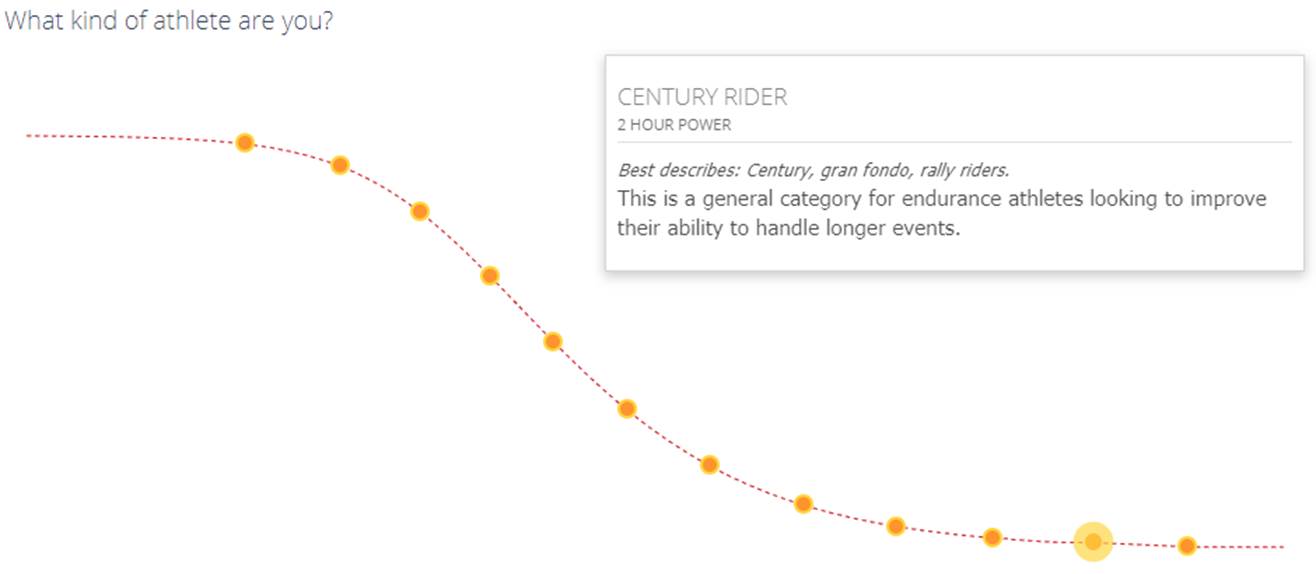 What kind of athlete are you?
CENTURY RIDER
2 HOUR POWER
Best describes: Century, gran fondo, rally riders.
This is a general category for endurance athletes looking to improve
their ability to handle longer events.